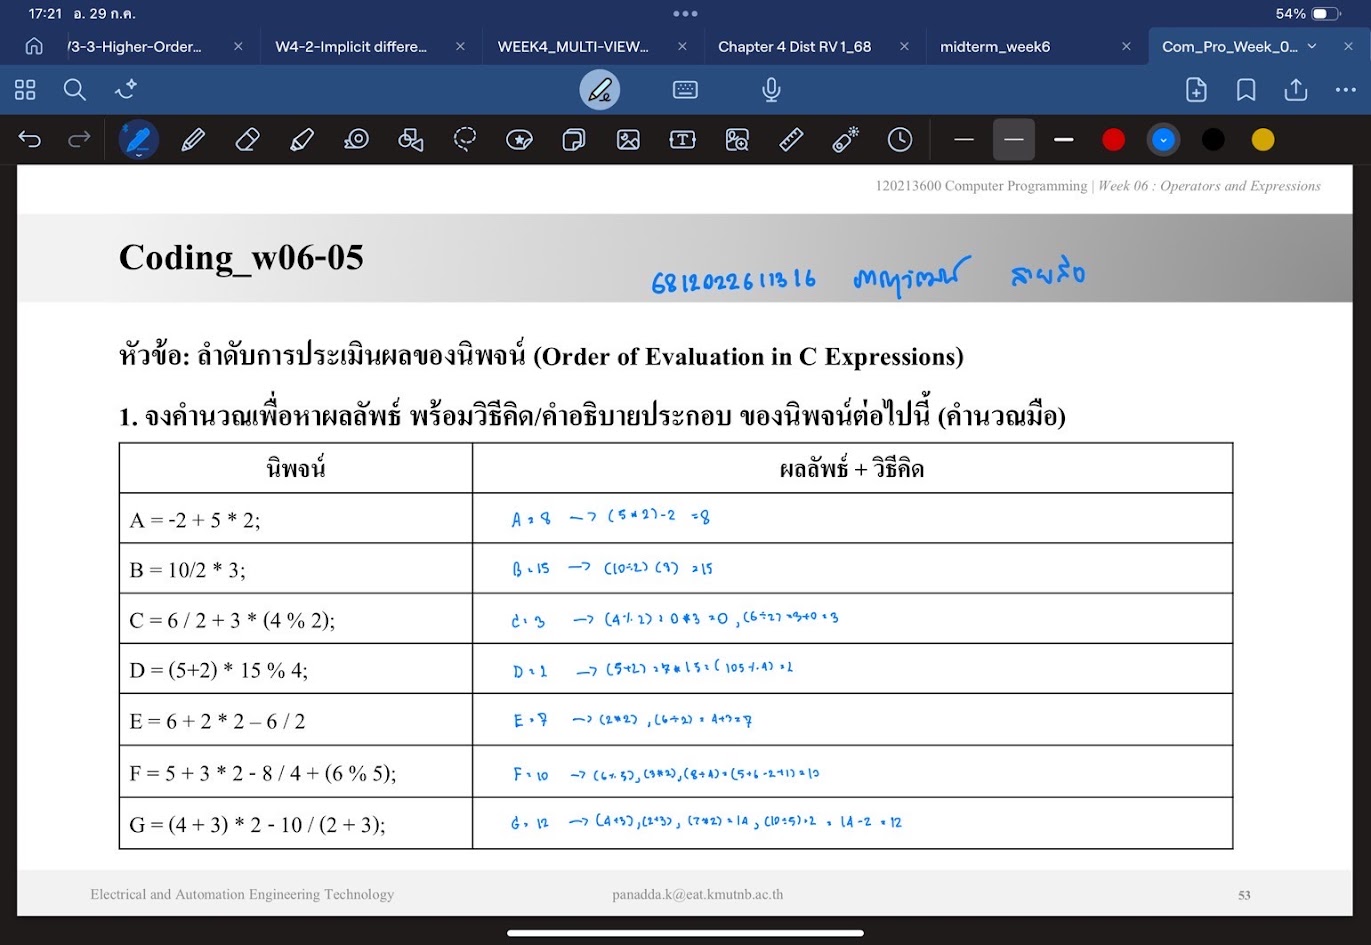 17:21 อ. 29 ก.ค.
54%
/3-3-Higher-Order...
W4-2-Implicit differe...
WEEK4_MULTI-VIEW...
Chapter 4 Dist RV 1_68
midterm_week6
Com_Pro_Week_0...
120213600 Computer Programming | Week 06 : Operators and Expressions
Coding_w06-05
6812022611316
หัวข้อ: ลำดับการประเมินผลของนิพจน์ (Order of Evaluation in C Expressions)
1. จงคำนวณเพื่อหาผลลัพธ์ พร้อมวิธีคิด/คำอธิบายประกอบ ของนิพจน์ต่อไปนี้ (คำนวณมือ)
นิพจน์ ผลลัพธ์ + วิธีคิด
A = -2 + 5 * 2; A = 8 → (5*2)-2 =8
B = 10/2 * 3; B = 15 → (10÷2) (3) =15
C = 6 / 2 + 3 * (4 % 2); C = 3 → (4%2) = 0*3 =0, (6÷2) =3+0=3
D = (5+2) * 15 % 4; D = 1 → (5+2) = 7*15 = (105%4) =1
E = 6 + 2 * 2 – 6 / 2 E = 7 → (2*2), (6÷2) = 4+3=7
F = 5 + 3 * 2 - 8 / 4 + (6 % 5); F = 10 → (6%5), (3*2), (8÷4) = (5+6-2+1) = 10
G = (4 + 3) * 2 - 10 / (2 + 3); G = 12 → (4+3), (2+3), (7*2) = 14, (10÷5) = 2 = 14-2 = 12
Electrical and Automation Engineering Technology
panadda.k@eat.kmutnb.ac.th
53